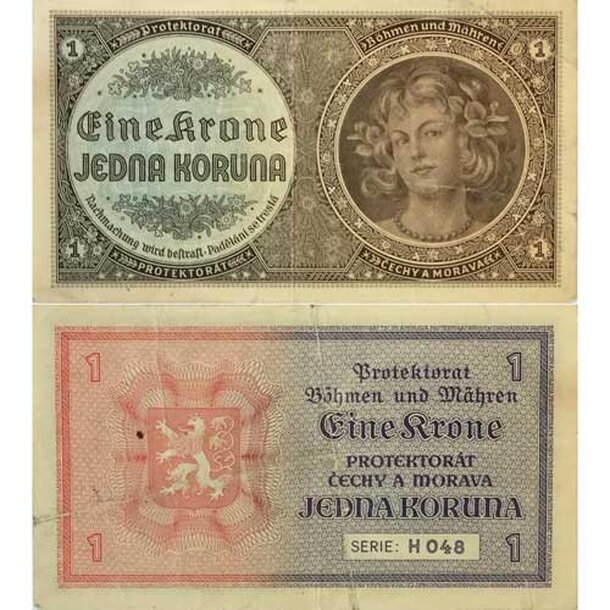 Protektorat
Böhmen und Mähren
1
1
Eine Krone
JEDNA KORUNA
Nachmachung wird bestraft - Padělání se trestá
1
1
PROTEKTORÁT
ČECHY A MORAVA
1
1
Protektorat
Böhmen und Mähren
Eine Krone
PROTEKTORÁT
ČECHY A MORAVA
JEDNA KORUNA
SERIE: H 048
1
1